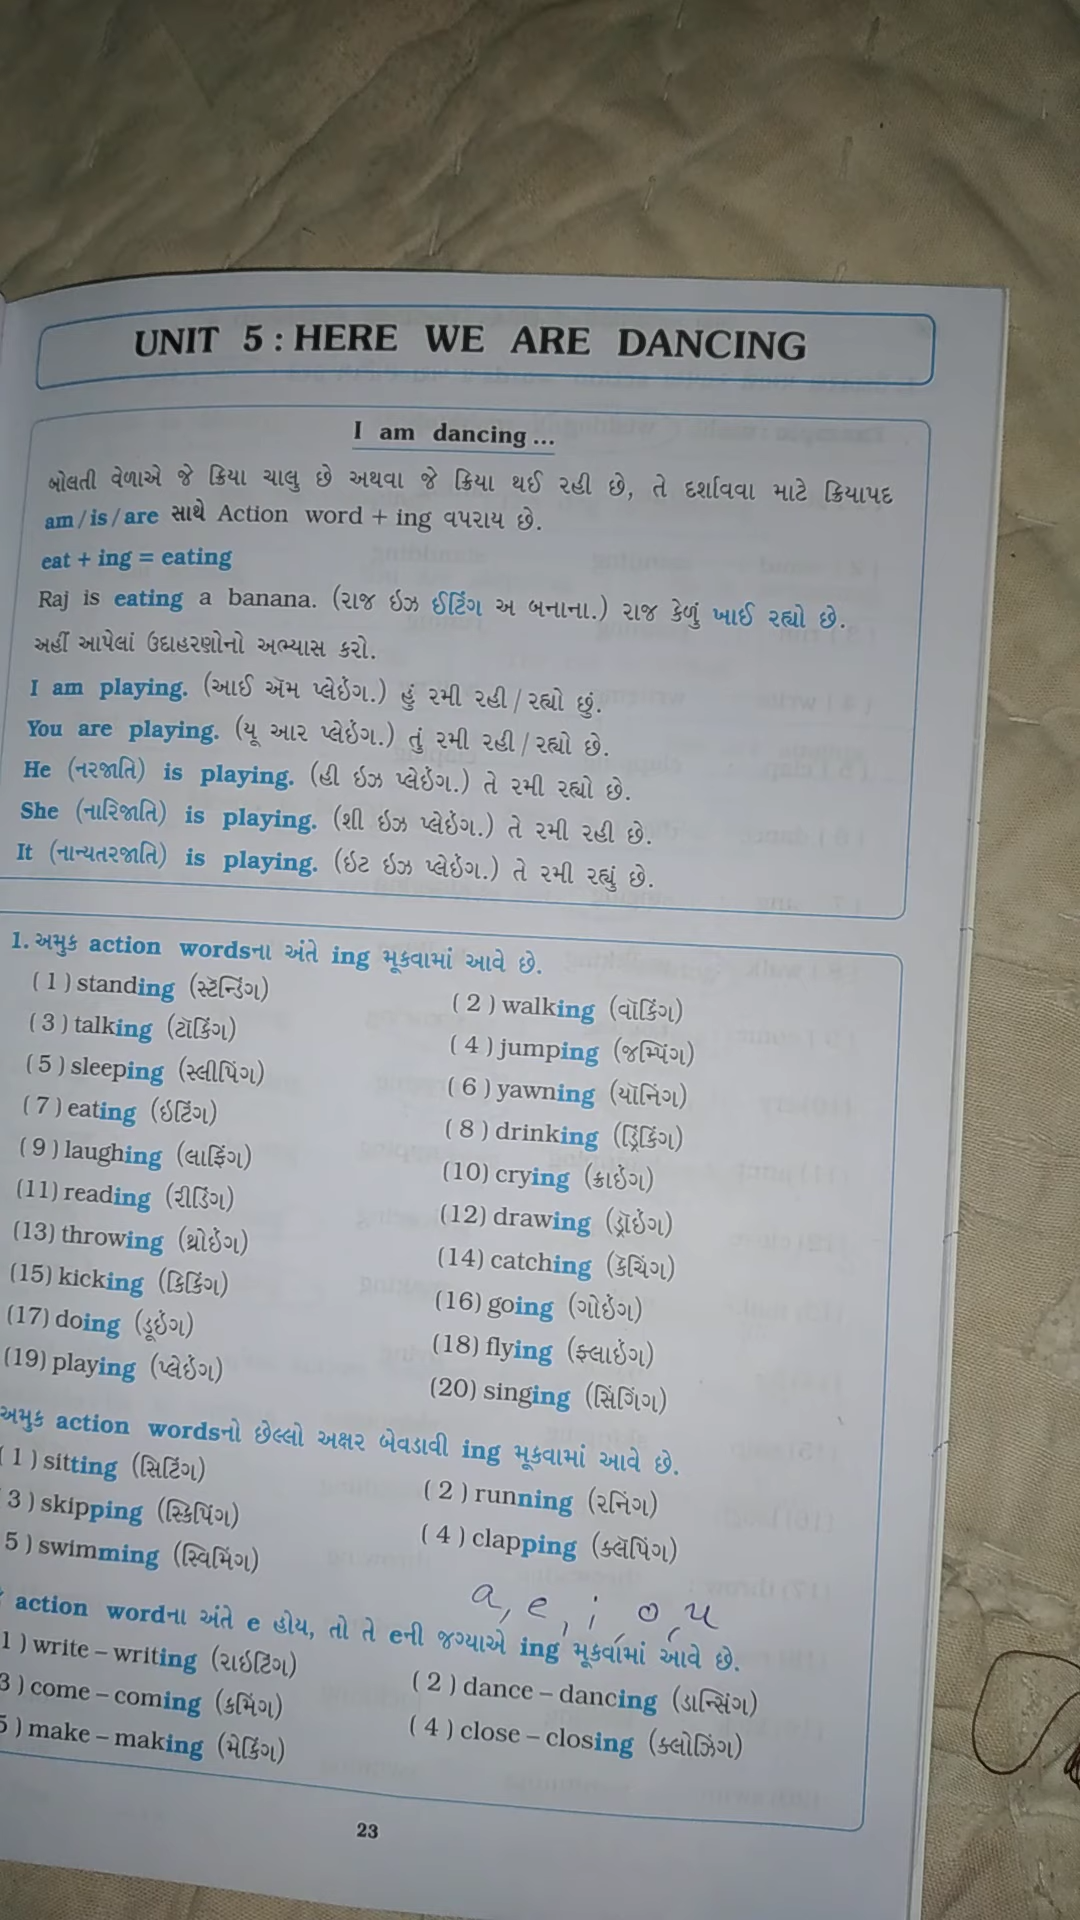 UNIT 5 : HERE WE ARE DANCING
I am dancing ...
બોલતી વેળાએ જે ક્રિયા ચાલુ છે અથવા જે ક્રિયા થઈ રહી છે, તે દર્શાવવા માટે ક્રિયાપદ
am / is / are સાથે Action word + ing વપરાય છે.
eat + ing = eating
Raj is eating a banana. (રાજ ઇઝ ઈટિંગ અ બનાના.) રાજ કેળું ખાઈ રહ્યો છે.
અહીં આપેલાં ઉદાહરણોનો અભ્યાસ કરો.
I am playing. (આઈ ઍમ પ્લેઇંગ.) હું રમી રહી / રહ્યો છું.
You are playing. (યૂ આર પ્લેઇંગ.) તું રમી રહી / રહ્યો છે.
He (નરજાતિ) is playing. (હી ઇઝ પ્લેઇંગ.) તે રમી રહ્યો છે.
She (નારિજાતિ) is playing. (શી ઇઝ પ્લેઇંગ.) તે રમી રહી છે.
It (નાન્યતરજાતિ) is playing. (ઇટ ઇઝ પ્લેઇંગ.) તે રમી રહ્યું છે.
1. અમુક action wordsના અંતે ing મૂકવામાં આવે છે.
( 1 ) standing (સ્ટૅન્ડિંગ) ( 2 ) walking (વૉકિંગ)
( 3 ) talking (ટૉકિંગ) ( 4 ) jumping (જમ્પિંગ)
( 5 ) sleeping (સ્લીપિંગ) ( 6 ) yawning (યૉનિંગ)
( 7 ) eating (ઇટિંગ) ( 8 ) drinking (ડ્રિંકિંગ)
( 9 ) laughing (લાફિંગ) (10) crying (ક્રાઇંગ)
(11) reading (રીડિંગ) (12) drawing (ડ્રૉઇંગ)
(13) throwing (થ્રોઇંગ) (14) catching (કૅચિંગ)
(15) kicking (કિકિંગ) (16) going (ગોઇંગ)
(17) doing (ડૂઇંગ) (18) flying (ફ્લાઇંગ)
(19) playing (પ્લેઇંગ) (20) singing (સિંગિંગ)
અમુક action wordsનો છેલ્લો અક્ષર બેવડાવી ing મૂકવામાં આવે છે.
( 1 ) sitting (સિટિંગ) ( 2 ) running (રનિંગ)
3 ) skipping (સ્કિપિંગ) ( 4 ) clapping (ક્લૅપિંગ)
5 ) swimming (સ્વિમિંગ)
a, e, i, o, u
action wordના અંતે e હોય, તો તે eની જગ્યાએ ing મૂકવામાં આવે છે.
1 ) write – writing (રાઇટિંગ) ( 2 ) dance – dancing (ડાન્સિંગ)
3 ) come – coming (કમિંગ) ( 4 ) close – closing (ક્લોઝિંગ)
5 ) make – making (મેકિંગ)
23